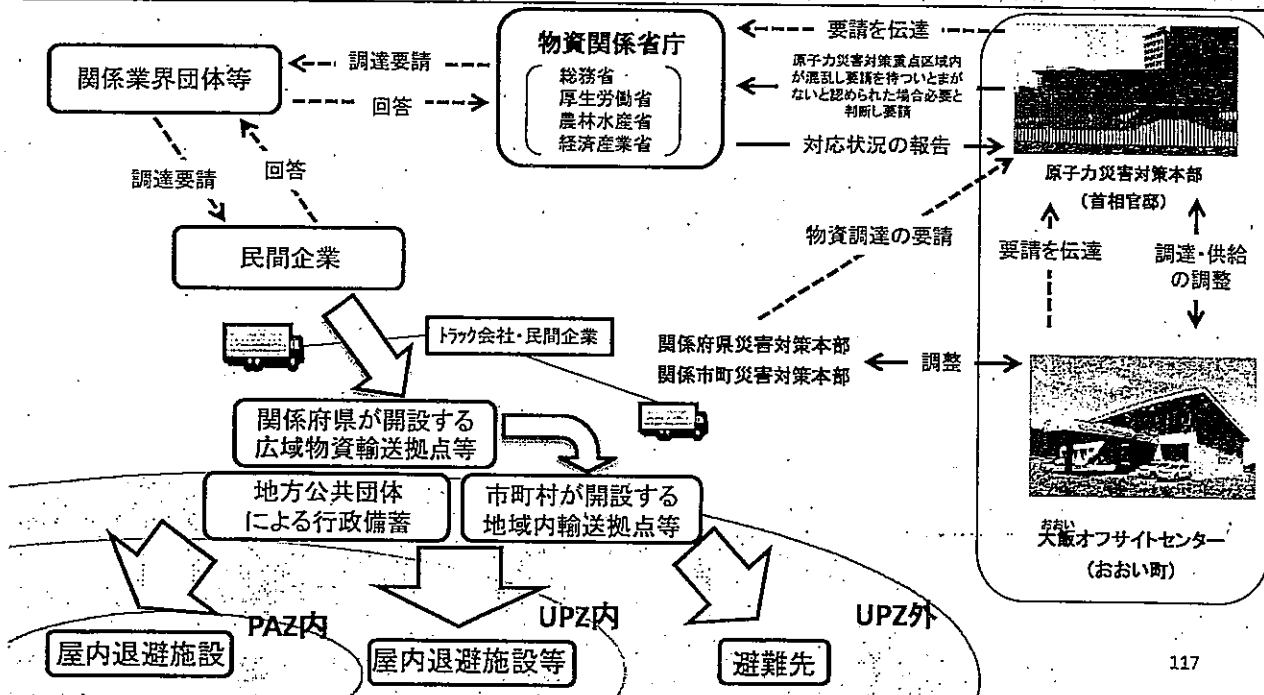 関係業界団体等
調達要請
回答
物資関係省庁
総務省
厚生労働省
農林水産省
経済産業省
要請を伝達
原子力災害対策重点区域内
が混乱し要請を待ついとまが
ないと認められた場合必要と
判断し要請
対応状況の報告
原子力災害対策本部
(首相官邸)
調達要請
回答
民間企業
物資調達の要請
要請を伝達
調達・供給
の調整
トラック会社・民間企業
関係府県災害対策本部
関係市町災害対策本部
調整
関係府県が開設する
広域物資輸送拠点等
地方公共団体
による行政備蓄
市町村が開設する
地域内輸送拠点等
おおい
大飯オフサイトセンター
(おおい町)
PAZ内
UPZ内
UPZ外
屋内退避施設
屋内退避施設等
避難先
117